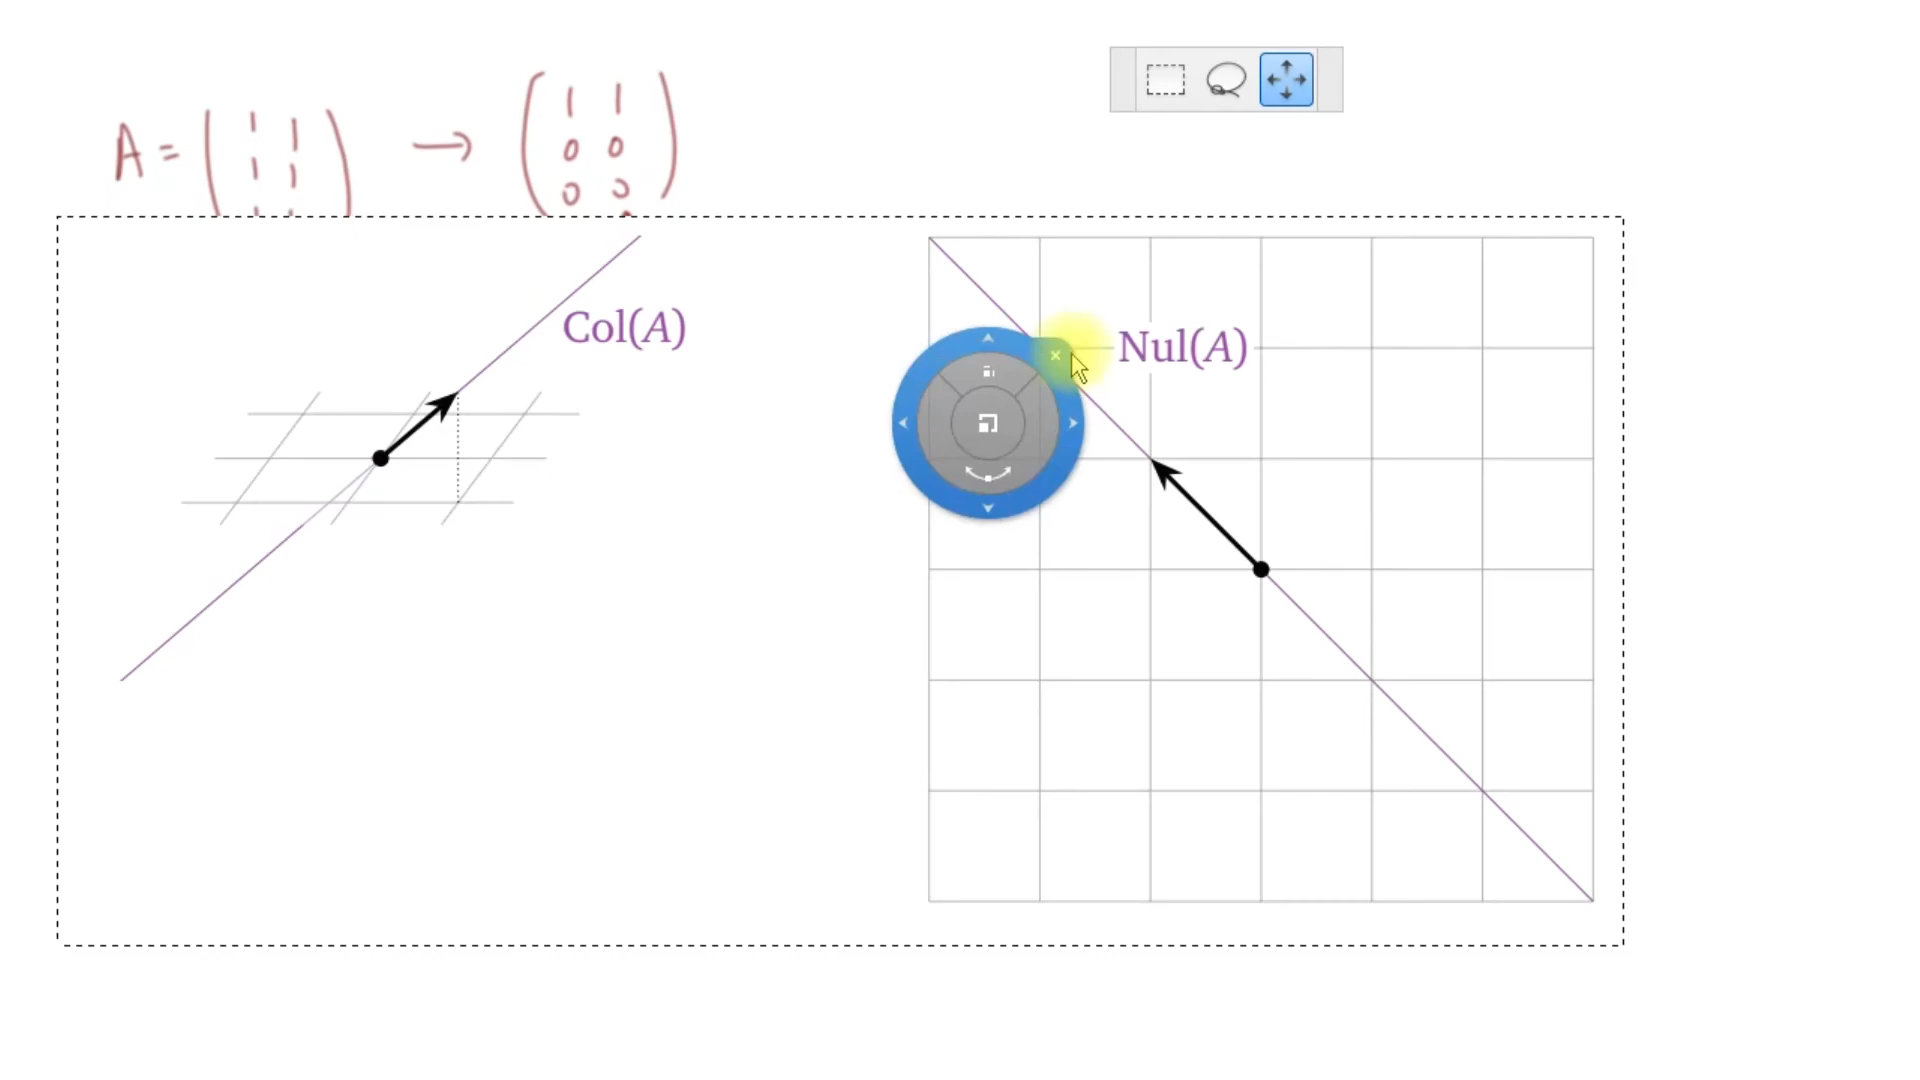 A = ( 1 1 → ( 1 1
1 1 0 0 )
0 0
Col(A)
Nul(A)